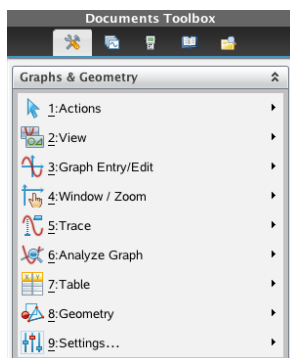 Documents Toolbox
Graphs & Geometry
1:Actions
2:View
3:Graph Entry/Edit
4:Window / Zoom
5:Trace
6:Analyze Graph
7:Table
8:Geometry
9:Settings...